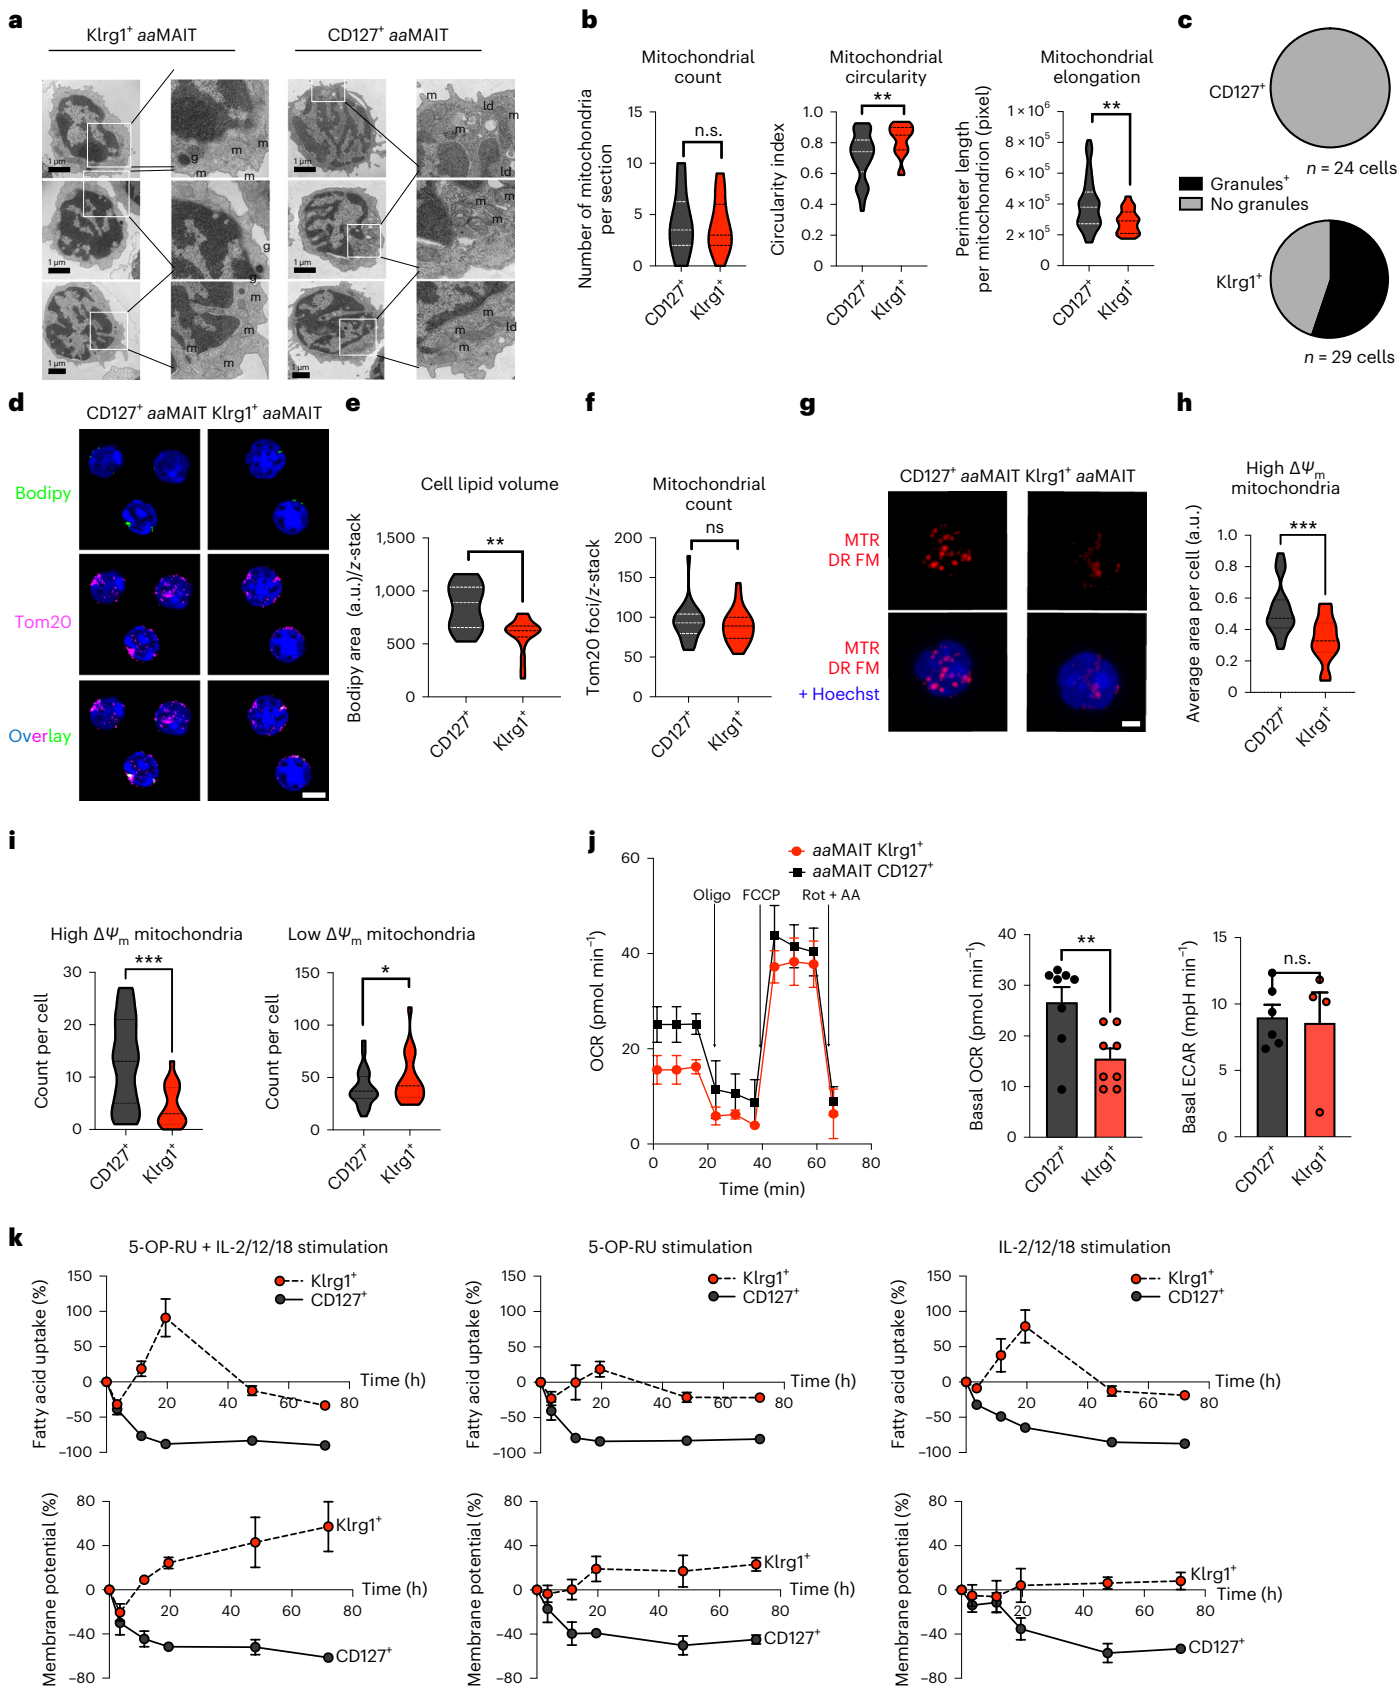 a
Klrg1⁺ aaMAIT
CD127⁺ aaMAIT
1 µm
g
m
m
m
1 µm
g
g
1 µm
m
m
m
m
1 µm
m
ld
m
m
ld
1 µm
m
m
m
1 µm
m
m
ld
m
b
Mitochondrial
count
Number of mitochondria
per section
15
10
5
0
n.s.
CD127⁺
Klrg1⁺
Mitochondrial
circularity
Circularity index
1.0
0.8
0.6
0.4
0.2
0
**
CD127⁺
Klrg1⁺
Mitochondrial
elongation
Perimeter length
per mitochondrion (pixel)
1 × 10⁶
8 × 10⁵
6 × 10⁵
4 × 10⁵
2 × 10⁵
0
**
CD127⁺
Klrg1⁺
c
CD127⁺
n = 24 cells
Granules⁺
No granules
Klrg1⁺
n = 29 cells
d
CD127⁺ aaMAIT Klrg1⁺ aaMAIT
Bodipy
Tom20
Overlay
e
Cell lipid volume
Bodipy area (a.u.)/z-stack
1,500
1,000
500
0
**
CD127⁺
Klrg1⁺
f
Mitochondrial
count
Tom20 foci/z-stack
200
150
100
50
0
ns
CD127⁺
Klrg1⁺
g
CD127⁺ aaMAIT Klrg1⁺ aaMAIT
MTR
DR FM
MTR
DR FM
+ Hoechst
h
High ΔΨm
mitochondria
Average area per cell (a.u.)
1.0
0.8
0.6
0.4
0.2
0
***
CD127⁺
Klrg1⁺
i
High ΔΨm mitochondria
Count per cell
30
20
10
0
***
CD127⁺
Klrg1⁺
Low ΔΨm mitochondria
Count per cell
150
100
50
0
*
CD127⁺
Klrg1⁺
j
aaMAIT Klrg1⁺
aaMAIT CD127⁺
OCR (pmol min⁻¹)
60
40
20
0
Oligo
FCCP
Rot + AA
0 20 40 60 80
Time (min)
Basal OCR (pmol min⁻¹)
40
30
20
10
0
**
CD127⁺
Klrg1⁺
Basal ECAR (mpH min⁻¹)
15
10
5
0
n.s.
CD127⁺
Klrg1⁺
k
5-OP-RU + IL-2/12/18 stimulation
Fatty acid uptake (%)
150
100
50
0
−50
−100
Klrg1⁺
CD127⁺
20 40 60 80
Time (h)
5-OP-RU stimulation
Fatty acid uptake (%)
150
100
50
0
−50
−100
Klrg1⁺
CD127⁺
20 40 60 80
Time (h)
IL-2/12/18 stimulation
Fatty acid uptake (%)
150
100
50
0
−50
−100
Klrg1⁺
CD127⁺
20 40 60 80
Time (h)
Membrane potential (%)
80
40
0
−40
−80
Klrg1⁺
Time (h)
20 40 60 80
CD127⁺
Membrane potential (%)
80
40
0
−40
−80
Klrg1⁺
Time (h)
20 40 60 80
CD127⁺
Membrane potential (%)
80
40
0
−40
−80
Klrg1⁺
Time (h)
20 40 60 80
CD127⁺